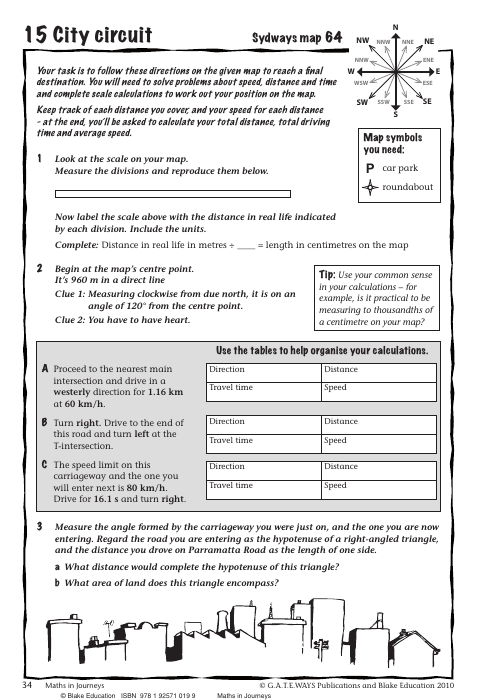 15 City circuit
Sydways map 64
N
NNW
NNE
NW
NE
NNW
ENE
W
E
WSW
ESE
SW
SSW
SSE
SE
S
Your task is to follow these directions on the given map to reach a final
destination. You will need to solve problems about speed, distance and time
and complete scale calculations to work out your position on the map.
Keep track of each distance you cover, and your speed for each distance
- at the end, you'll be asked to calculate your total distance, total driving
time and average speed.
Map symbols
you need:
P car park
roundabout
1 Look at the scale on your map.
Measure the divisions and reproduce them below.
Now label the scale above with the distance in real life indicated
by each division. Include the units.
Complete: Distance in real life in metres ÷ ____ = length in centimetres on the map
2 Begin at the map's centre point.
It's 960 m in a direct line
Clue 1: Measuring clockwise from due north, it is on an
angle of 120° from the centre point.
Clue 2: You have to have heart.
Tip: Use your common sense
in your calculations – for
example, is it practical to be
measuring to thousandths of
a centimetre on your map?
Use the tables to help organise your calculations.
A Proceed to the nearest main
intersection and drive in a
westerly direction for 1.16 km
at 60 km/h.
Direction Distance
Travel time Speed
B Turn right. Drive to the end of
this road and turn left at the
T-intersection.
Direction Distance
Travel time Speed
C The speed limit on this
carriageway and the one you
will enter next is 80 km/h.
Drive for 16.1 s and turn right.
Direction Distance
Travel time Speed
3 Measure the angle formed by the carriageway you were just on, and the one you are now
entering. Regard the road you are entering as the hypotenuse of a right-angled triangle,
and the distance you drove on Parramatta Road as the length of one side.
a What distance would complete the hypotenuse of this triangle?
b What area of land does this triangle encompass?
34 Maths in Journeys
© G.A.T.E.WAYS Publications and Blake Education 2010
© Blake Education ISBN 978 1 92571 019 9 Maths in Journeys